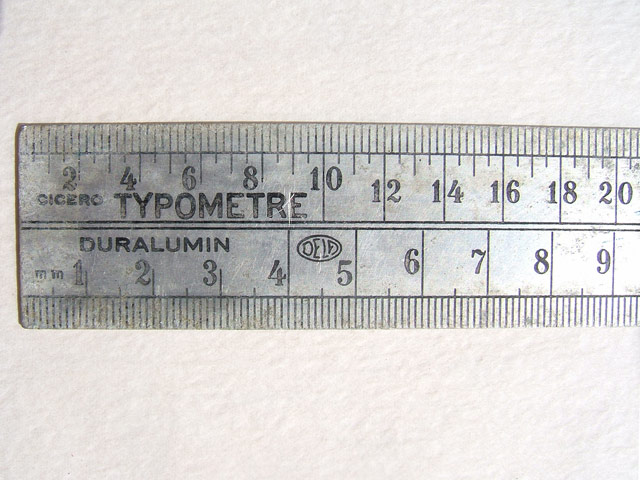 2 4 6 8 10 12 14 16 18 20
CICERO TYPOMETRE
DURALUMIN
mm 1 2 3 4 5 6 7 8 9